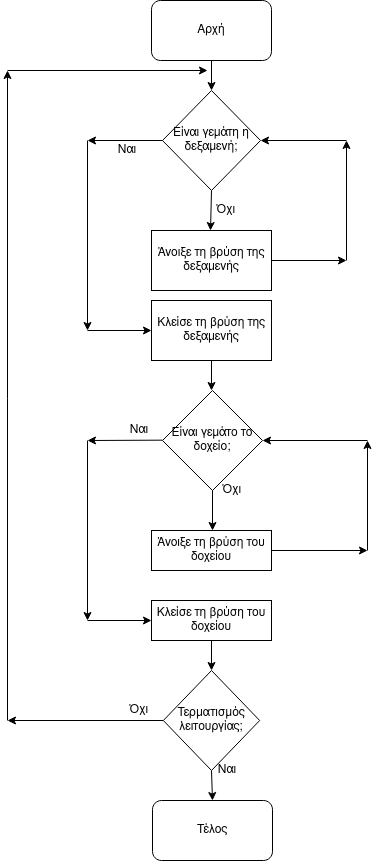 Αρχή
Είναι γεμάτη η
δεξαμενή;
Ναι
Όχι
Άνοιξε τη βρύση της
δεξαμενής
Κλείσε τη βρύση της
δεξαμενής
Είναι γεμάτο το
δοχείο;
Ναι
Όχι
Άνοιξε τη βρύση του
δοχείου
Κλείσε τη βρύση του
δοχείου
Τερματισμός
λειτουργίας;
Όχι
Ναι
Τέλος